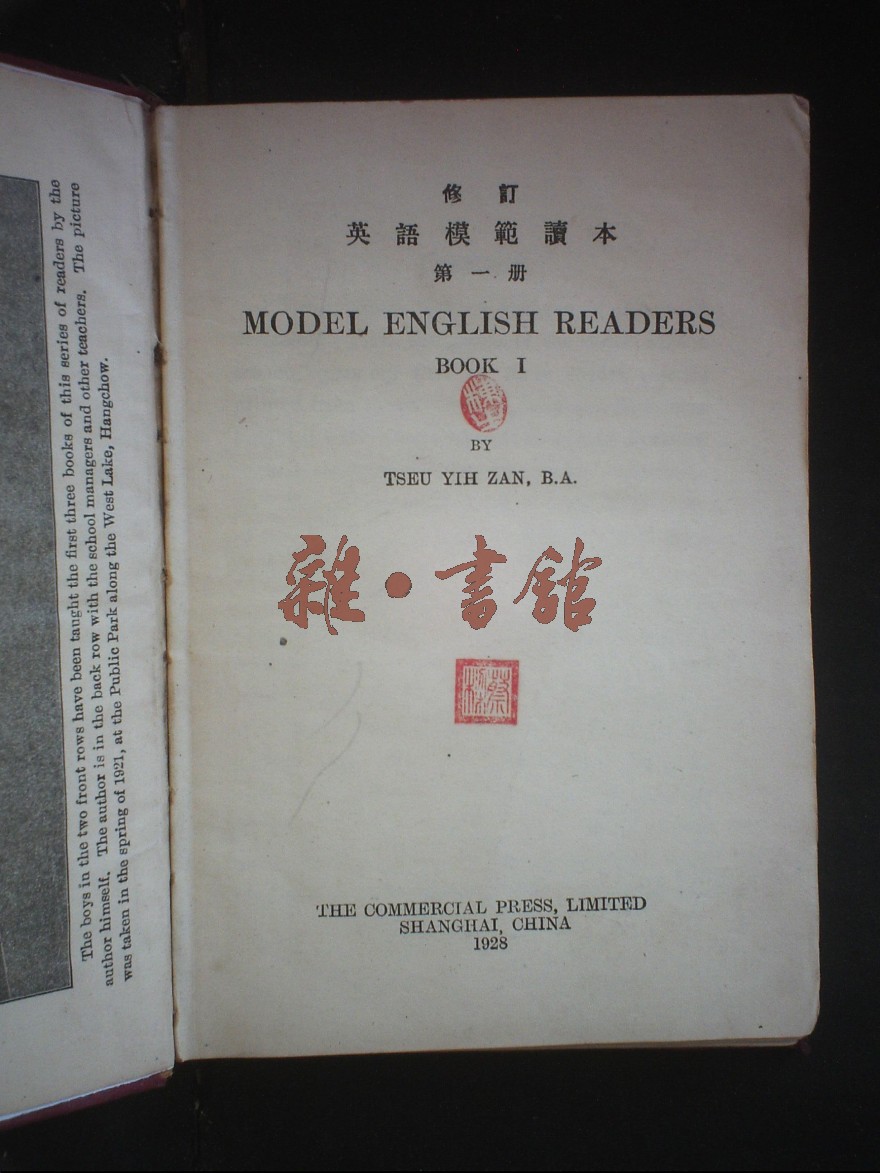 The boys in the two front rows have been taught the first three books of this series of readers by the
author himself. The author is in the back row with the school managers and other teachers. The picture
was taken in the spring of 1921, at the Public Park along the West Lake, Hangchow.
修訂
英語模範讀本
第一册
MODEL ENGLISH READERS
BOOK I
BY
TSEU YIH ZAN, B.A.
雜·書館
THE COMMERCIAL PRESS, LIMITED
SHANGHAI, CHINA
1928